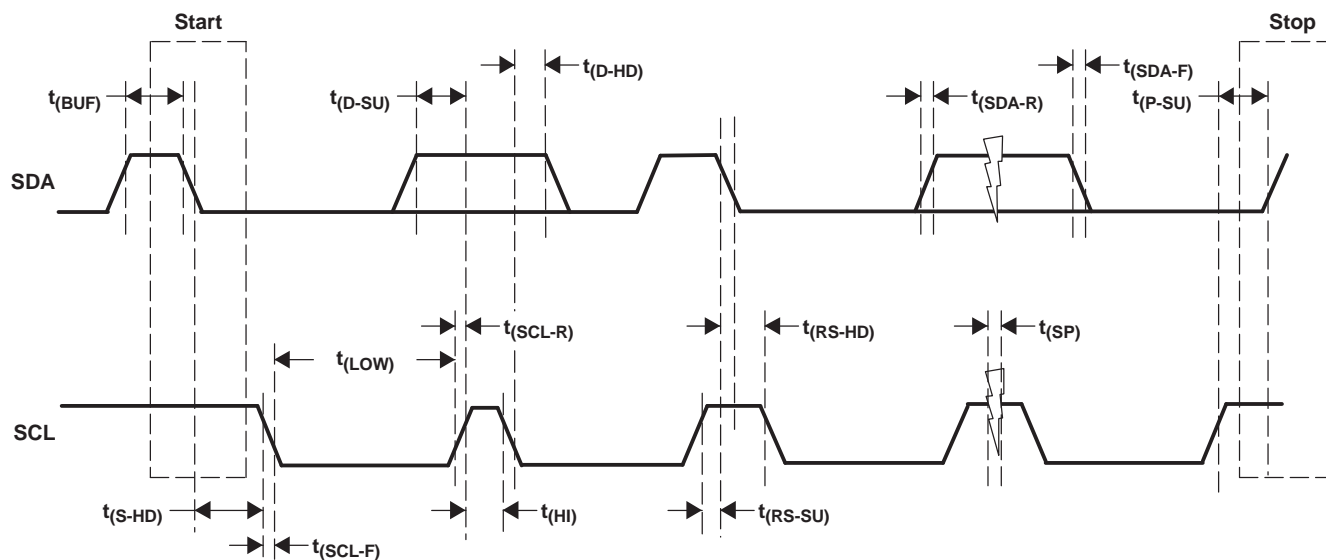 Start
Stop
t(D-HD)
t(SDA-F)
t(BUF)
t(D-SU)
t(SDA-R)
t(P-SU)
SDA
t(SCL-R)
t(RS-HD)
t(SP)
t(LOW)
SCL
t(S-HD)
t(HI)
t(RS-SU)
t(SCL-F)